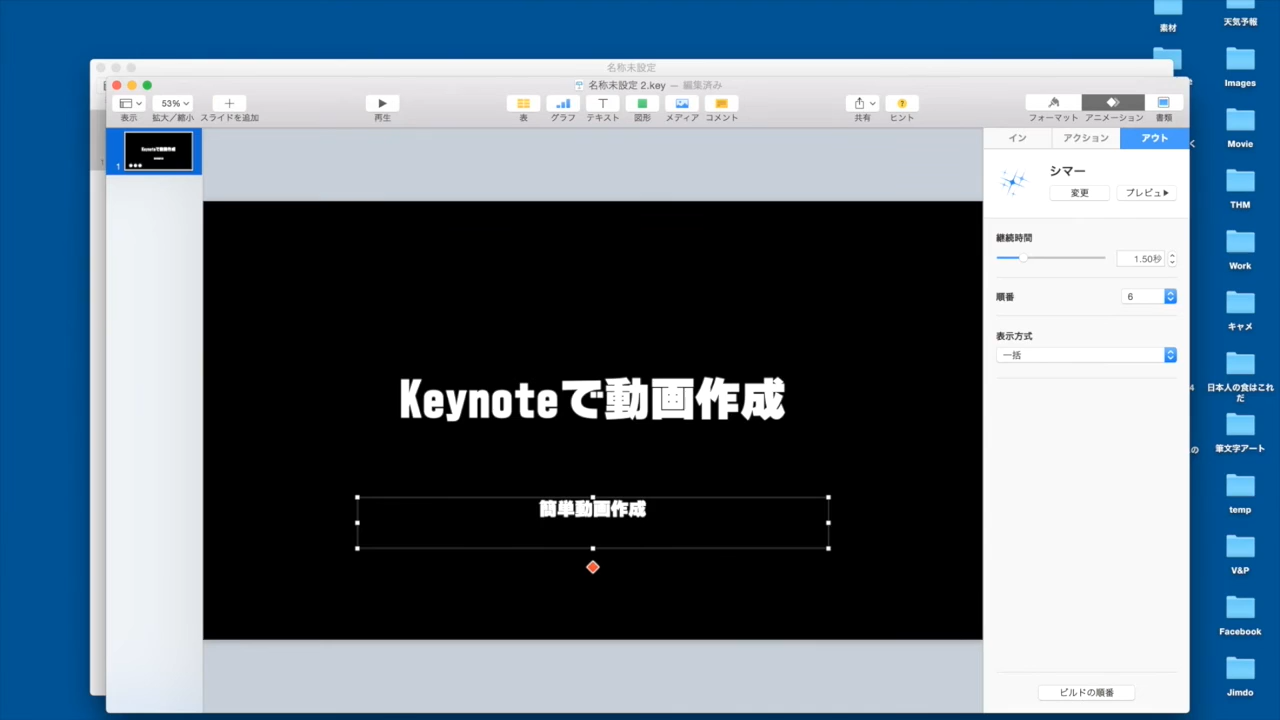 素材
天気予報
名称未設定
名称未設定 2.key — 編集済み
53%
表示
拡大／縮小
スライドを追加
再生
表
グラフ
テキスト
図形
メディア
コメント
共有
ヒント
フォーマット
アニメーション
書類
イン
アクション
アウト
シマー
変更
プレビュー▶
継続時間
1.50秒
順番
6
表示方式
一括
ビルドの順番
1
Keynoteで動画作成
簡単動画作成
Images
Movie
THM
Work
キャメ
日本人の食はこれ
だ
筆文字アート
temp
V&P
Facebook
Jimdo